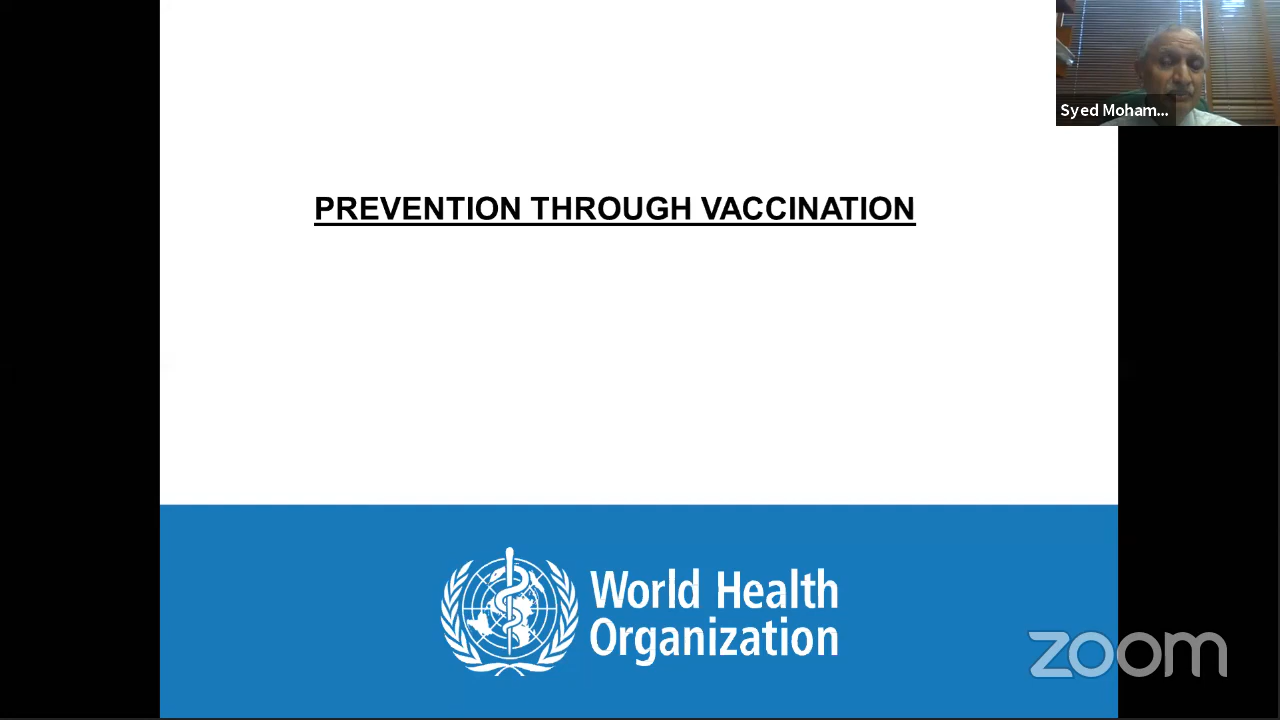 Syed Moham...
PREVENTION THROUGH VACCINATION
World Health
Organization
zoom